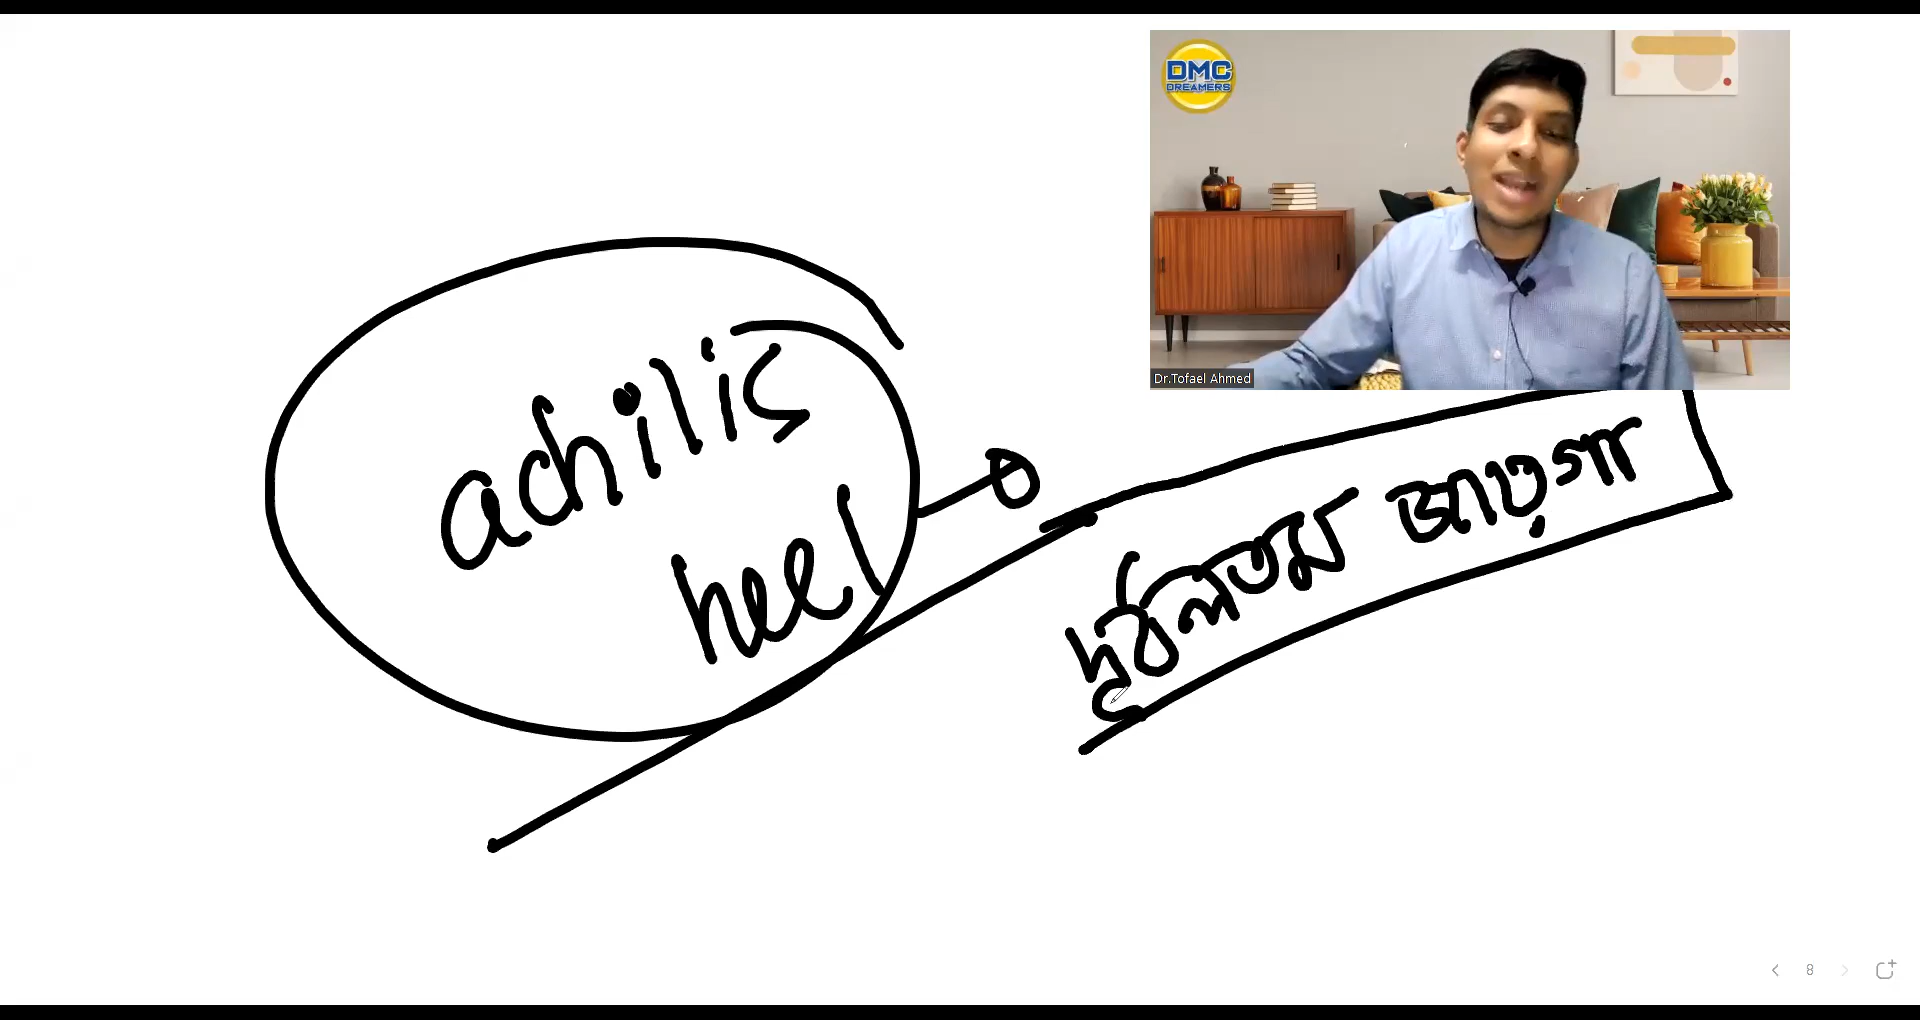 DMC
DREAMERS
Dr.Tofael Ahmed
achilis
heel
দুর্বলতম জায়গা
8